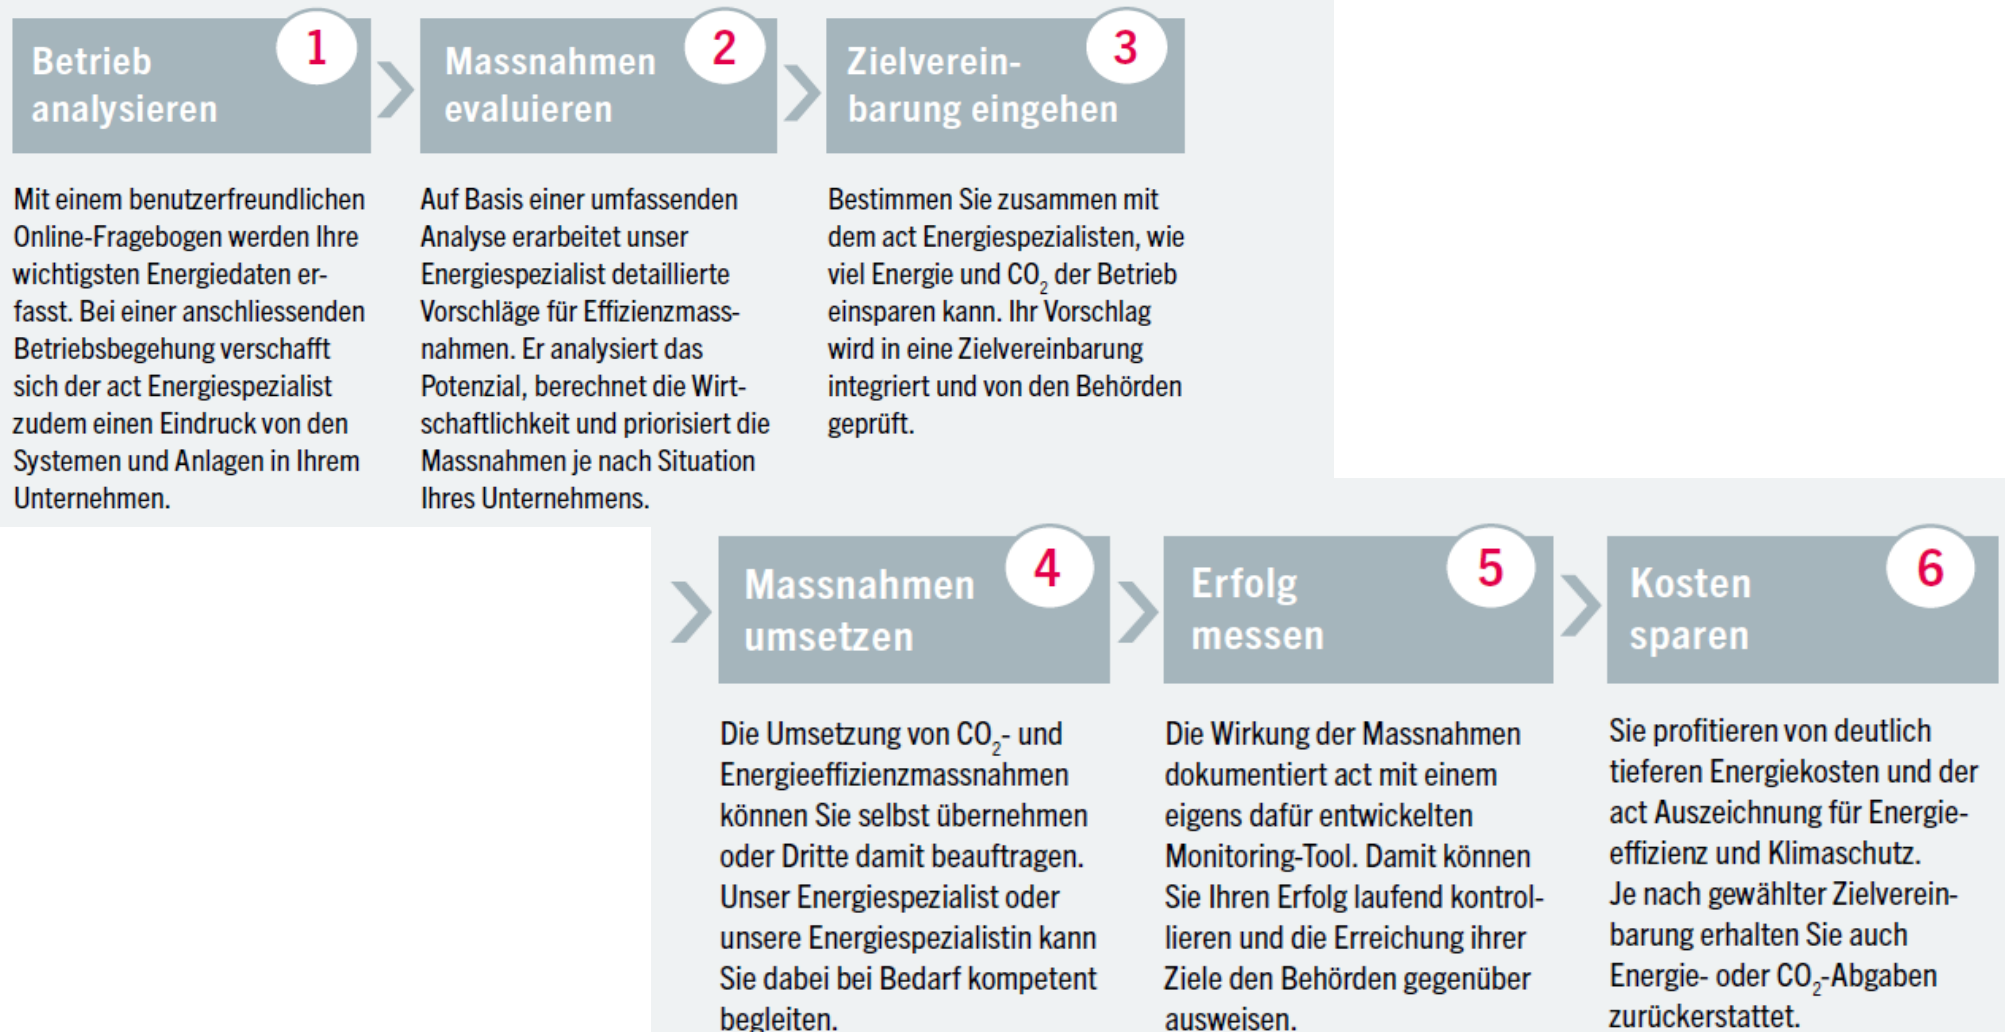 1
Betrieb
analysieren
Mit einem benutzerfreundlichen
Online-Fragebogen werden Ihre
wichtigsten Energiedaten er-
fasst. Bei einer anschliessenden
Betriebsbegehung verschafft
sich der act Energiespezialist
zudem einen Eindruck von den
Systemen und Anlagen in Ihrem
Unternehmen.
2
Massnahmen
evaluieren
Auf Basis einer umfassenden
Analyse erarbeitet unser
Energiespezialist detaillierte
Vorschläge für Effizienzmass-
nahmen. Er analysiert das
Potenzial, berechnet die Wirt-
schaftlichkeit und priorisiert die
Massnahmen je nach Situation
Ihres Unternehmens.
3
Zielverein-
barung eingehen
Bestimmen Sie zusammen mit
dem act Energiespezialisten, wie
viel Energie und CO₂ der Betrieb
einsparen kann. Ihr Vorschlag
wird in eine Zielvereinbarung
integriert und von den Behörden
geprüft.
4
Massnahmen
umsetzen
Die Umsetzung von CO₂- und
Energieeffizienzmassnahmen
können Sie selbst übernehmen
oder Dritte damit beauftragen.
Unser Energiespezialist oder
unsere Energiespezialistin kann
Sie dabei bei Bedarf kompetent
begleiten.
5
Erfolg
messen
Die Wirkung der Massnahmen
dokumentiert act mit einem
eigens dafür entwickelten
Monitoring-Tool. Damit können
Sie Ihren Erfolg laufend kontrol-
lieren und die Erreichung ihrer
Ziele den Behörden gegenüber
ausweisen.
6
Kosten
sparen
Sie profitieren von deutlich
tieferen Energiekosten und der
act Auszeichnung für Energie-
effizienz und Klimaschutz.
Je nach gewählter Zielverein-
barung erhalten Sie auch
Energie- oder CO₂-Abgaben
zurückerstattet.